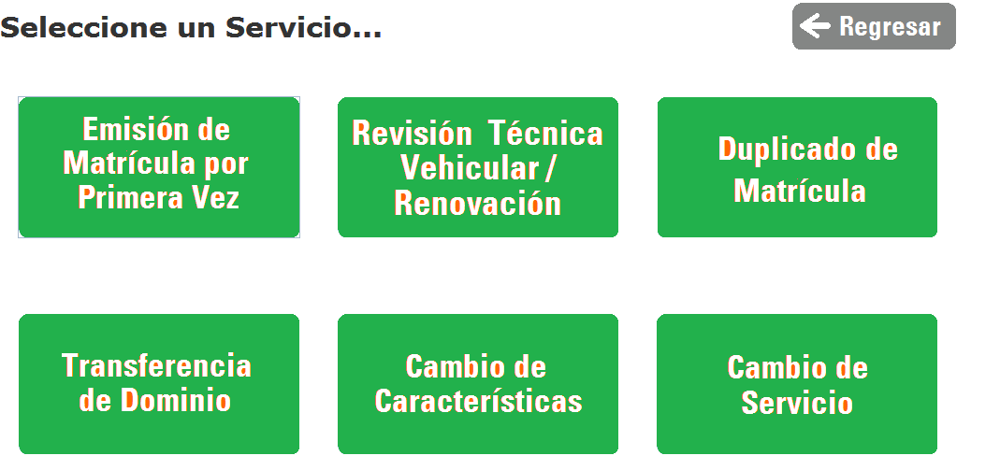 Seleccione un Servicio...
Regresar
Emisión de
Matrícula por
Primera Vez
Revisión Técnica
Vehicular /
Renovación
Duplicado de
Matrícula
Transferencia
de Dominio
Cambio de
Características
Cambio de
Servicio